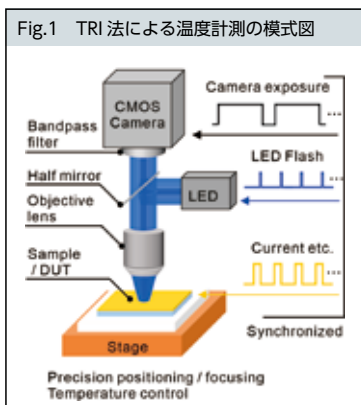 Fig.1 TRI 法による温度計測の模式図
Camera exposure
CMOS
Camera
Bandpass
filter
LED Flash
Half mirror
LED
Objective
lens
Current etc.
Sample
/ DUT
Synchronized
Stage
Precision positioning / focusing
Temperature control